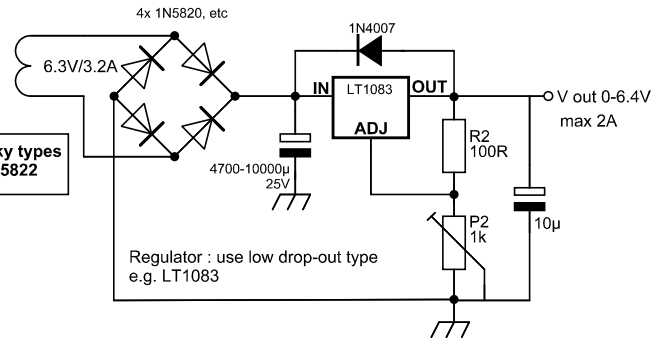 4x 1N5820, etc
1N4007
6.3V/3.2A
IN
LT1083
OUT
ADJ
V out 0-6.4V
max 2A
ky types
5822
4700-10000µ
25V
R2
100R
P2
1k
10µ
Regulator : use low drop-out type
e.g. LT1083